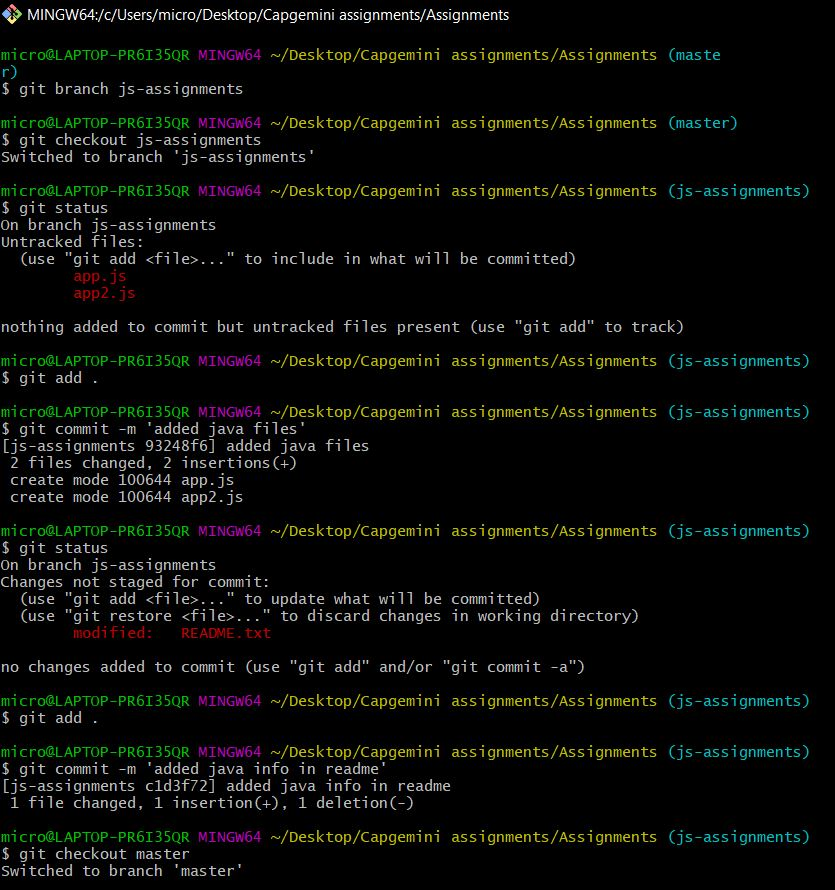 MINGW64:/c/Users/micro/Desktop/Capgemini assignments/Assignments
micro@LAPTOP-PR6I35QR MINGW64 ~/Desktop/Capgemini assignments/Assignments (maste
r)
$ git branch js-assignments
micro@LAPTOP-PR6I35QR MINGW64 ~/Desktop/Capgemini assignments/Assignments (master)
$ git checkout js-assignments
Switched to branch 'js-assignments'
micro@LAPTOP-PR6I35QR MINGW64 ~/Desktop/Capgemini assignments/Assignments (js-assignments)
$ git status
On branch js-assignments
Untracked files:
  (use "git add <file>..." to include in what will be committed)
        app.js
        app2.js
nothing added to commit but untracked files present (use "git add" to track)
micro@LAPTOP-PR6I35QR MINGW64 ~/Desktop/Capgemini assignments/Assignments (js-assignments)
$ git add .
micro@LAPTOP-PR6I35QR MINGW64 ~/Desktop/Capgemini assignments/Assignments (js-assignments)
$ git commit -m 'added java files'
[js-assignments 93248f6] added java files
 2 files changed, 2 insertions(+)
 create mode 100644 app.js
 create mode 100644 app2.js
micro@LAPTOP-PR6I35QR MINGW64 ~/Desktop/Capgemini assignments/Assignments (js-assignments)
$ git status
On branch js-assignments
Changes not staged for commit:
  (use "git add <file>..." to update what will be committed)
  (use "git restore <file>..." to discard changes in working directory)
        modified:   README.txt
no changes added to commit (use "git add" and/or "git commit -a")
micro@LAPTOP-PR6I35QR MINGW64 ~/Desktop/Capgemini assignments/Assignments (js-assignments)
$ git add .
micro@LAPTOP-PR6I35QR MINGW64 ~/Desktop/Capgemini assignments/Assignments (js-assignments)
$ git commit -m 'added java info in readme'
[js-assignments c1d3f72] added java info in readme
 1 file changed, 1 insertion(+), 1 deletion(-)
micro@LAPTOP-PR6I35QR MINGW64 ~/Desktop/Capgemini assignments/Assignments (js-assignments)
$ git checkout master
Switched to branch 'master'